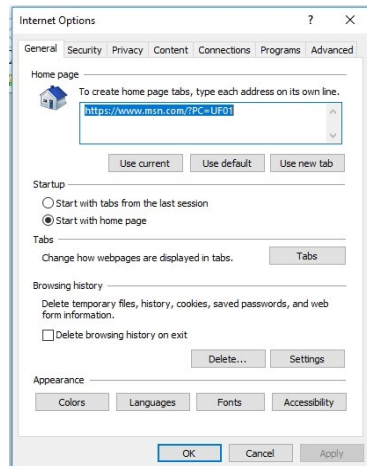 Internet Options
General Security Privacy Content Connections Programs Advanced
Home page
To create home page tabs, type each address on its own line.
https://www.msn.com/?PC=UF01
Use current Use default Use new tab
Startup
Start with tabs from the last session
Start with home page
Tabs
Change how webpages are displayed in tabs. Tabs
Browsing history
Delete temporary files, history, cookies, saved passwords, and web
form information.
Delete browsing history on exit
Delete... Settings
Appearance
Colors Languages Fonts Accessibility
OK Cancel Apply